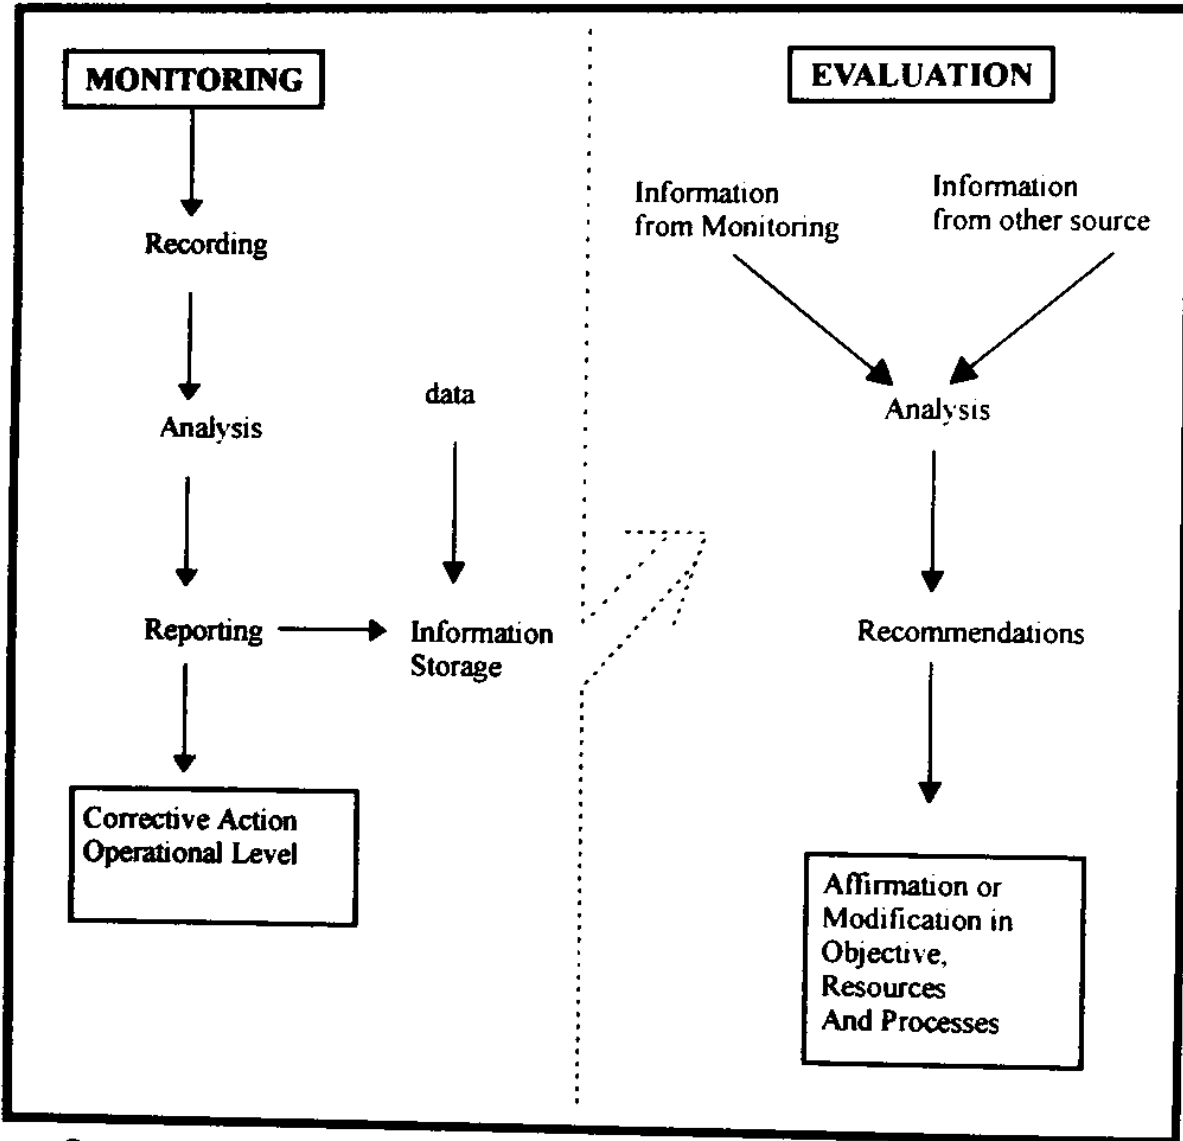 MONITORING
Recording
Analysis
data
Reporting
Information
Storage
Corrective Action
Operational Level
EVALUATION
Information
from Monitoring
Information
from other source
Analysis
Recommendations
Affirmation or
Modification in
Objective,
Resources
And Processes